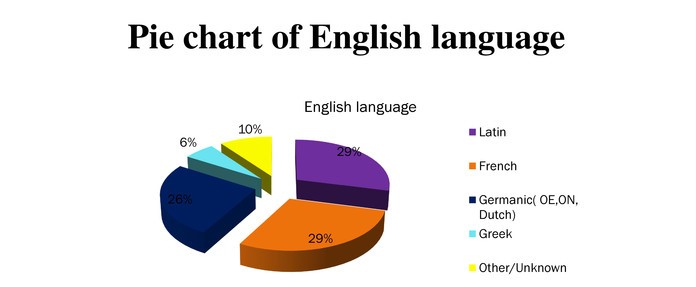 Pie chart of English language
English language
10%
6%
29%
26%
29%
Latin
French
Germanic( OE,ON,
Dutch)
Greek
Other/Unknown